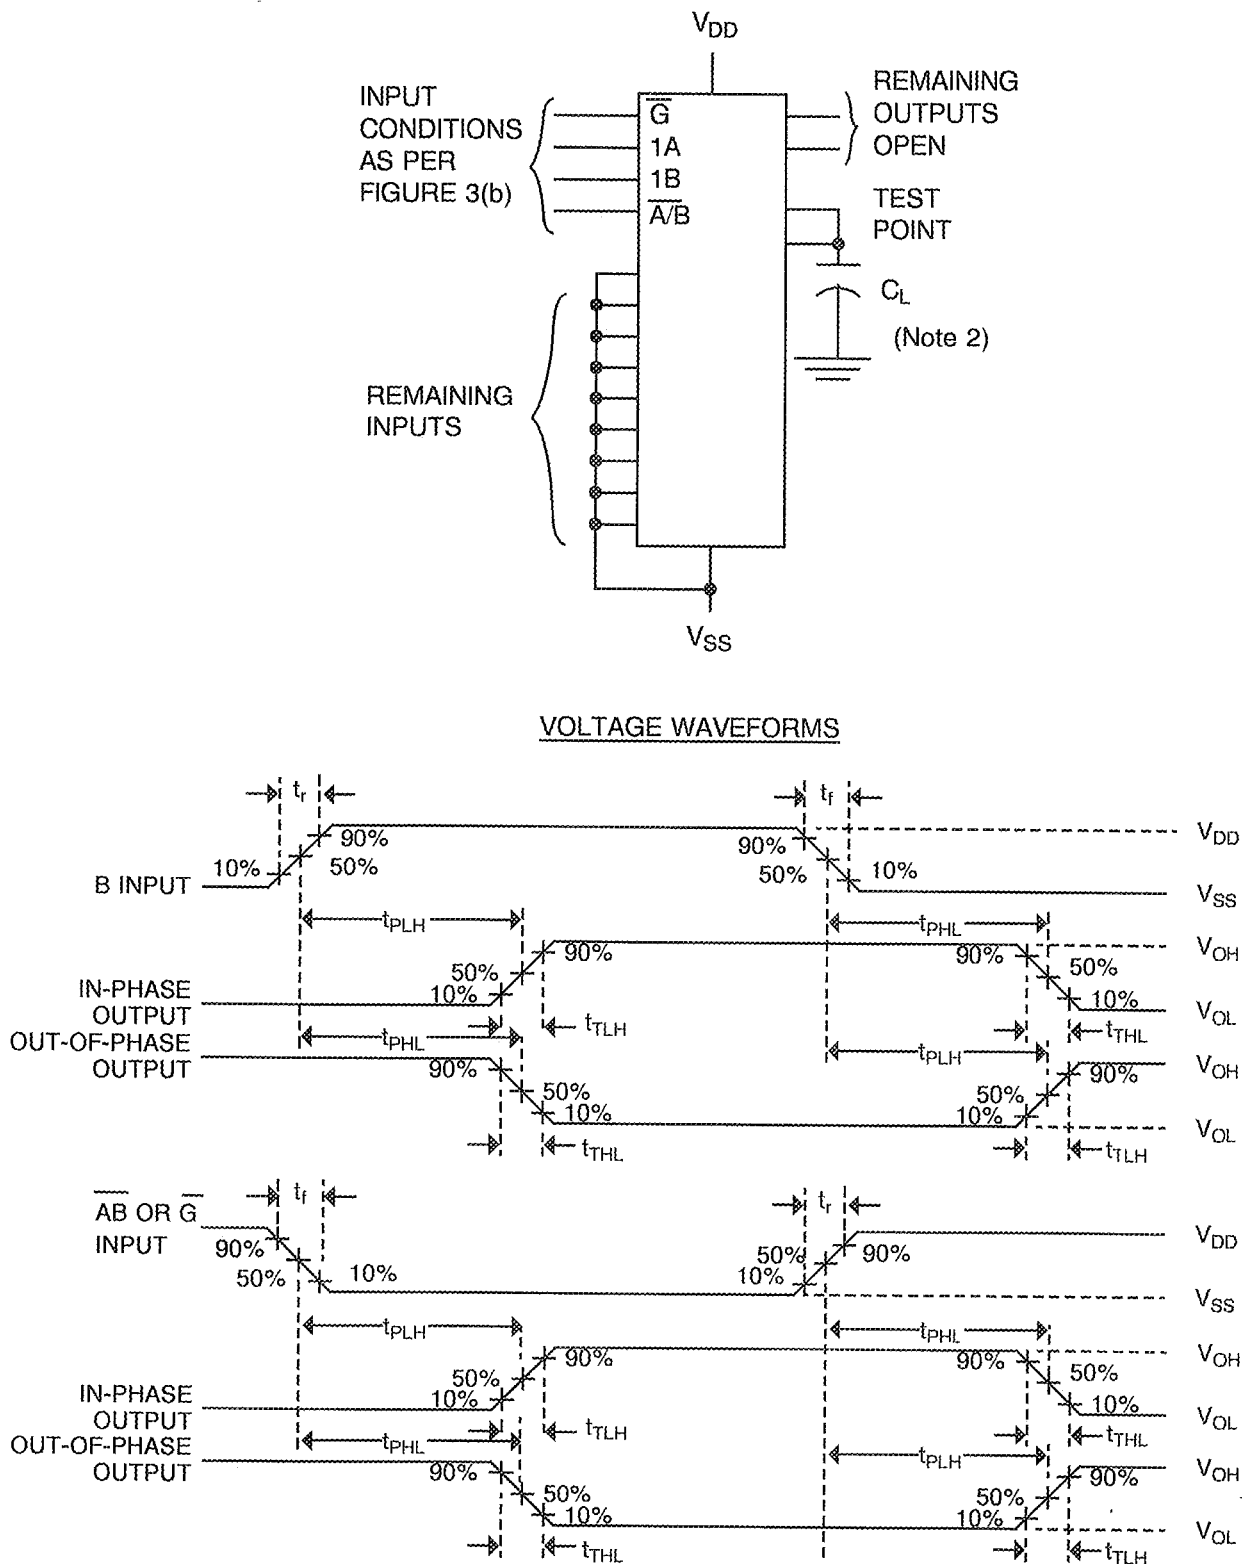 VDD
INPUT
CONDITIONS
AS PER
FIGURE 3(b)
G̅
1A
1B
A̅/B
REMAINING
OUTPUTS
OPEN
TEST
POINT
CL
(Note 2)
REMAINING
INPUTS
VSS
VOLTAGE WAVEFORMS
tr
tf
90%
90%
VDD
10%
50%
50%
10%
B INPUT
VSS
tPLH
tPHL
90%
90%
VOH
50%
50%
10%
10%
IN-PHASE
OUTPUT
VOL
tTLH
tTHL
tPHL
tPLH
OUT-OF-PHASE
OUTPUT
90%
90%
VOH
50%
50%
10%
10%
VOL
tTHL
tTLH
tf
tr
A̅B̅ OR G̅
INPUT
VDD
90%
50%
90%
50%
10%
10%
VSS
tPLH
tPHL
90%
90%
VOH
50%
50%
10%
10%
IN-PHASE
OUTPUT
VOL
tTLH
tTHL
tPHL
tPLH
OUT-OF-PHASE
OUTPUT
90%
90%
VOH
50%
50%
10%
10%
VOL
tTHL
tTLH